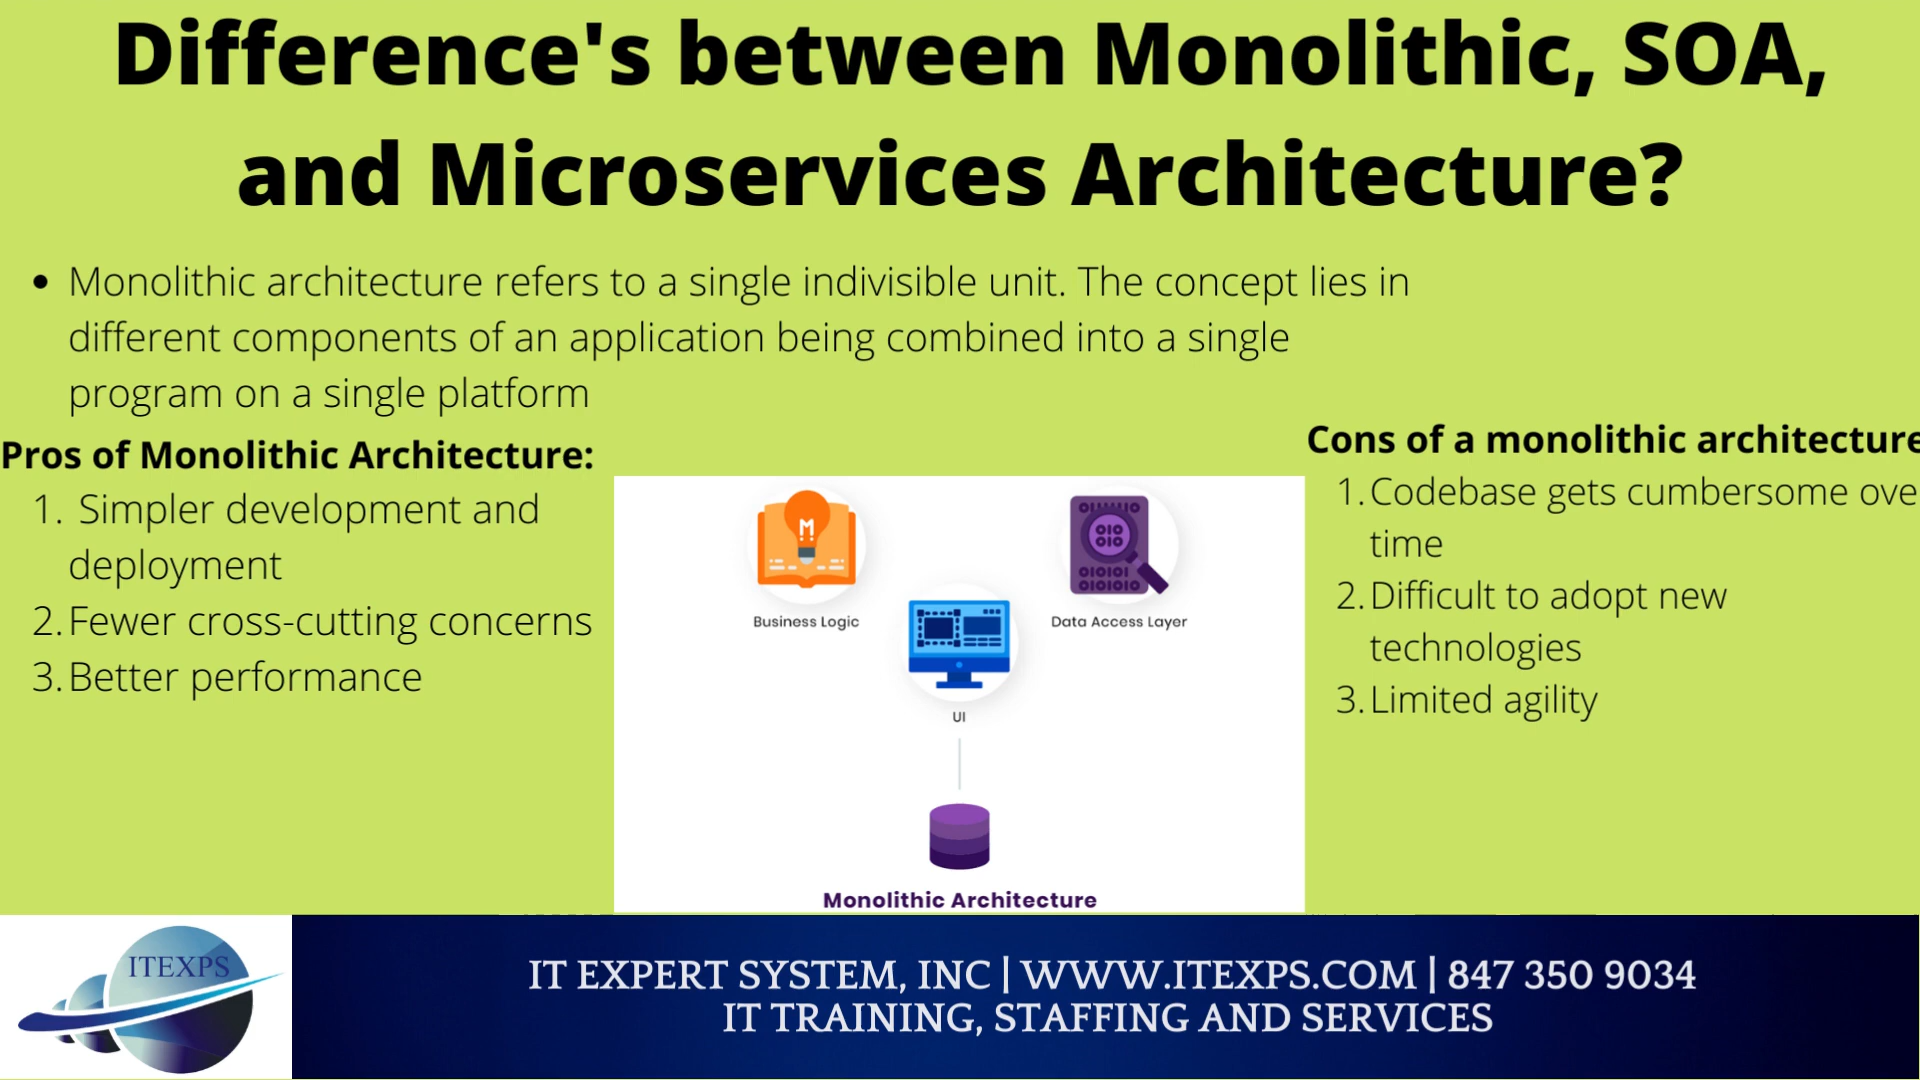 Difference's between Monolithic, SOA,
and Microservices Architecture?
• Monolithic architecture refers to a single indivisible unit. The concept lies in
different components of an application being combined into a single
program on a single platform
Pros of Monolithic Architecture:
1. Simpler development and
deployment
2. Fewer cross-cutting concerns
3. Better performance
Cons of a monolithic architecture
1. Codebase gets cumbersome ove
time
2. Difficult to adopt new
technologies
3. Limited agility
Business Logic
Data Access Layer
UI
Monolithic Architecture
ITEXPS
IT EXPERT SYSTEM, INC | WWW.ITEXPS.COM | 847 350 9034
IT TRAINING, STAFFING AND SERVICES